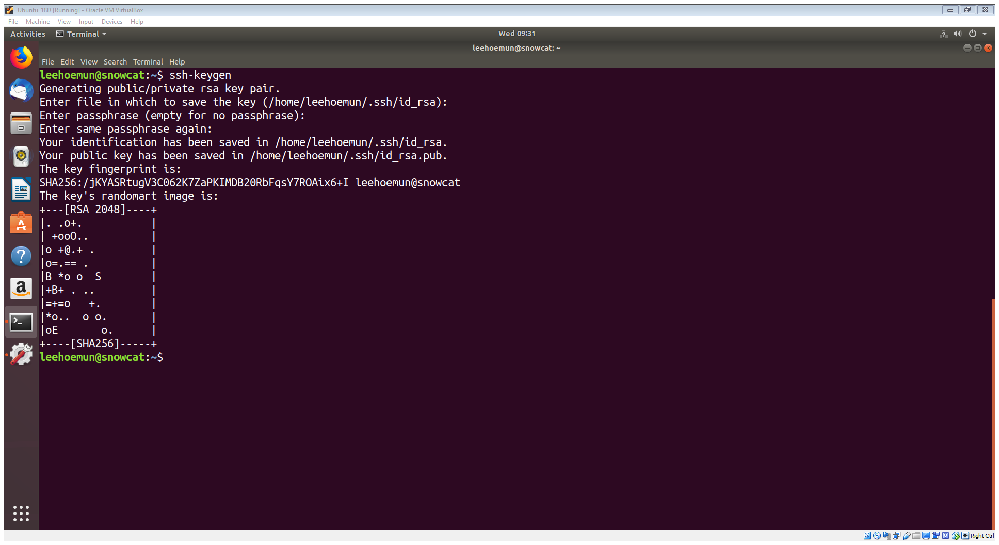 Ubuntu_18D [Running] - Oracle VM VirtualBox
File Machine View Input Devices Help
Activities Terminal Wed 09:31
leehoemun@snowcat: ~
File Edit View Search Terminal Help
leehoemun@snowcat:~$ ssh-keygen
Generating public/private rsa key pair.
Enter file in which to save the key (/home/leehoemun/.ssh/id_rsa):
Enter passphrase (empty for no passphrase):
Enter same passphrase again:
Your identification has been saved in /home/leehoemun/.ssh/id_rsa.
Your public key has been saved in /home/leehoemun/.ssh/id_rsa.pub.
The key fingerprint is:
SHA256:/jKYASRtugV3C062K7ZaPKIMDB20RbFqsY7ROAix6+I leehoemun@snowcat
The key's randomart image is:
+---[RSA 2048]----+
|. .o+.           |
| +ooO..          |
|o +@.+ .         |
|o=.== .          |
|B *o o  S        |
|+B+ . ..         |
|=+=o   +.        |
|*o..  o o.       |
|oE       o.      |
+----[SHA256]-----+
leehoemun@snowcat:~$
Right Ctrl